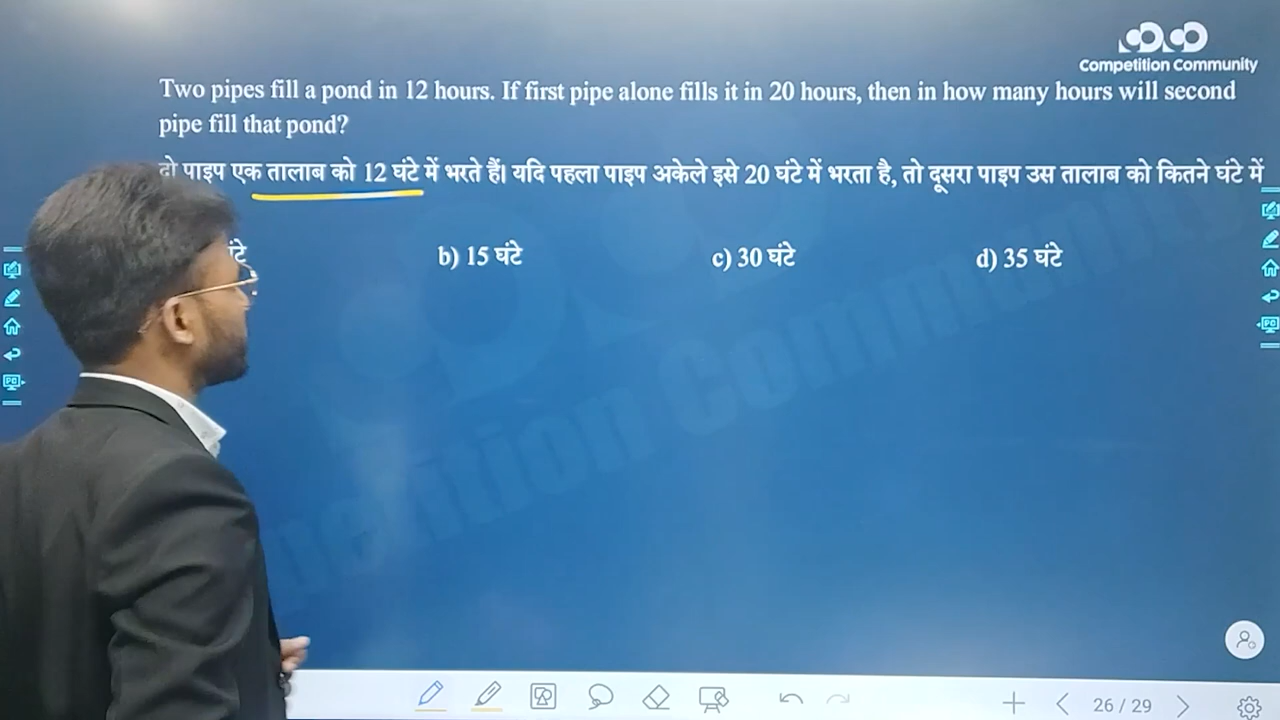 Competition Community
Two pipes fill a pond in 12 hours. If first pipe alone fills it in 20 hours, then in how many hours will second
pipe fill that pond?
दो पाइप एक तालाब को 12 घंटे में भरते हैं। यदि पहला पाइप अकेले इसे 20 घंटे में भरता है, तो दूसरा पाइप उस तालाब को कितने घंटे में
b) 15 घंटे c) 30 घंटे d) 35 घंटे
Community
26 / 29